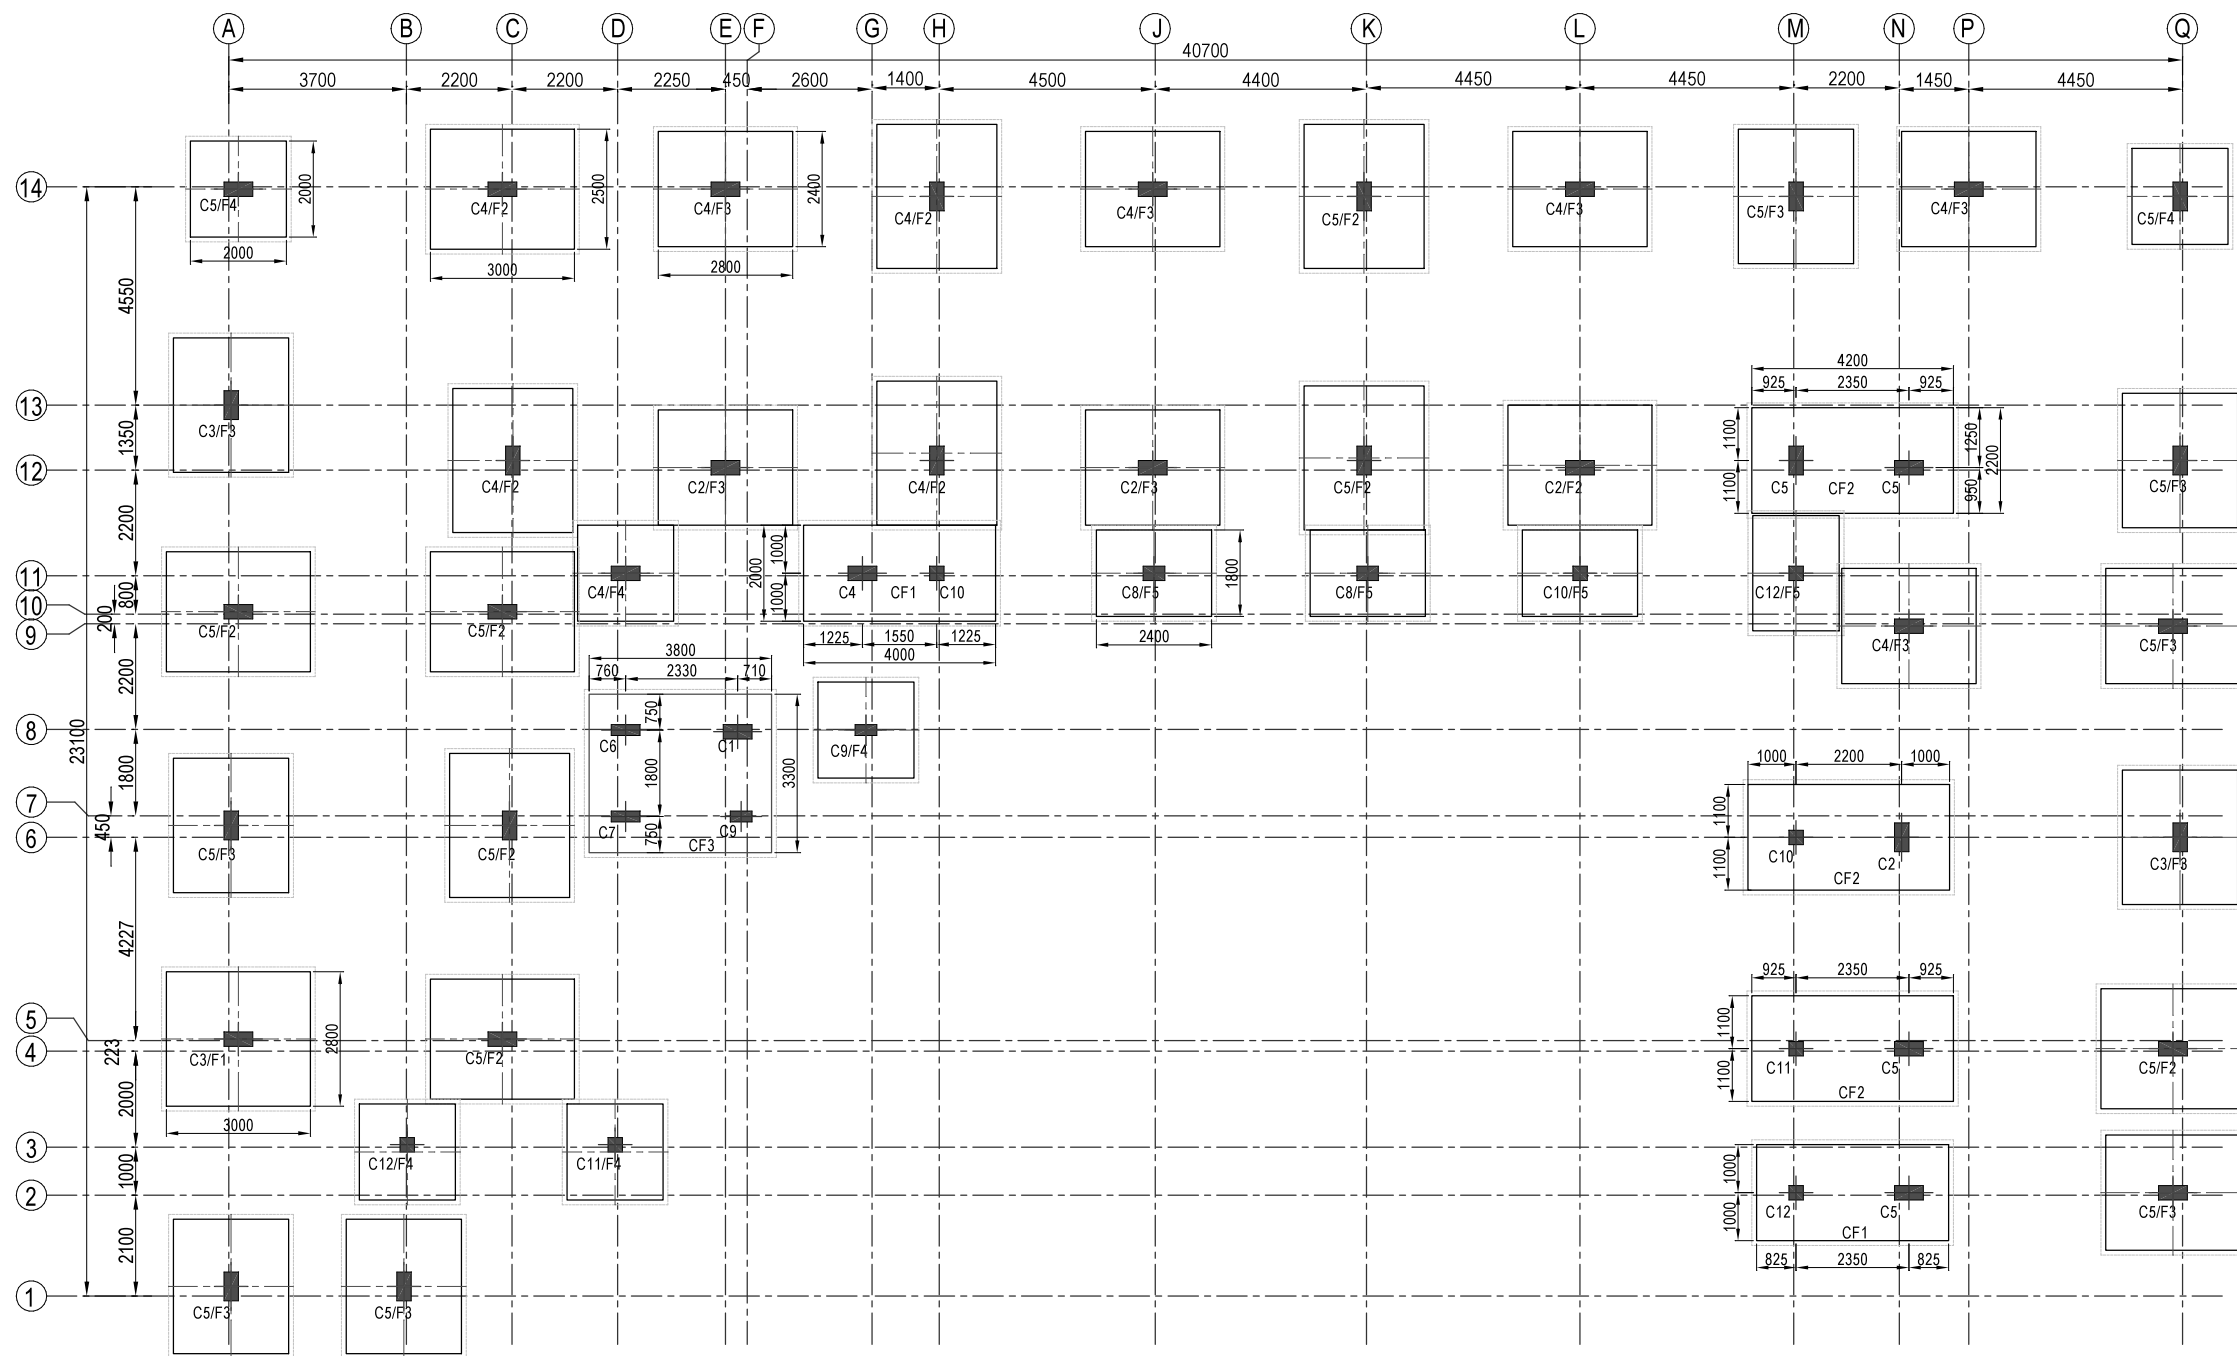 A B C D E F G H J K L M N P Q
40700
3700 2200 2200 2250 450 2600 1400 4500 4400 4450 4450 2200 1450 4450
14
C5/F4
2000
2000
C4/F2
2500
3000
C4/F3
2400
2800
C4/F2
C4/F3
C5/F2
C4/F3
C5/F3
C4/F3
C5/F4
4550
13
C3/F3
1350
4200
925 2350 925
1100
1100
1250
950
2200
C5 CF2 C5
12
C4/F2
C2/F3
C4/F2
C2/F3
C5/F2
C2/F2
C5/F3
2200
11
800
10
200
9
C5/F2
C5/F2
C4/F4
2000
1000
1000
C4 CF1 C10
1225 1550 1225
4000
C8/F5
1800
2400
C8/F5
C10/F5
C12/F5
C4/F3
C5/F3
2200
3800
760 2330 710
750
1800
750
3300
8
C6 C1
C9/F4
23100
1800
7
450
6
C5/F3
C5/F2
C7 C9
CF3
1000 2200 1000
1100
1100
C10 C2
CF2
C3/F3
4227
5
223
4
C3/F1
2800
3000
C5/F2
925 2350 925
1100
1100
C11 C5
CF2
C5/F2
2000
3
C12/F4
C11/F4
1000
2
1000
1000
C12 C5
CF1
825 2350 825
C5/F3
2100
1
C5/F3
C5/F3